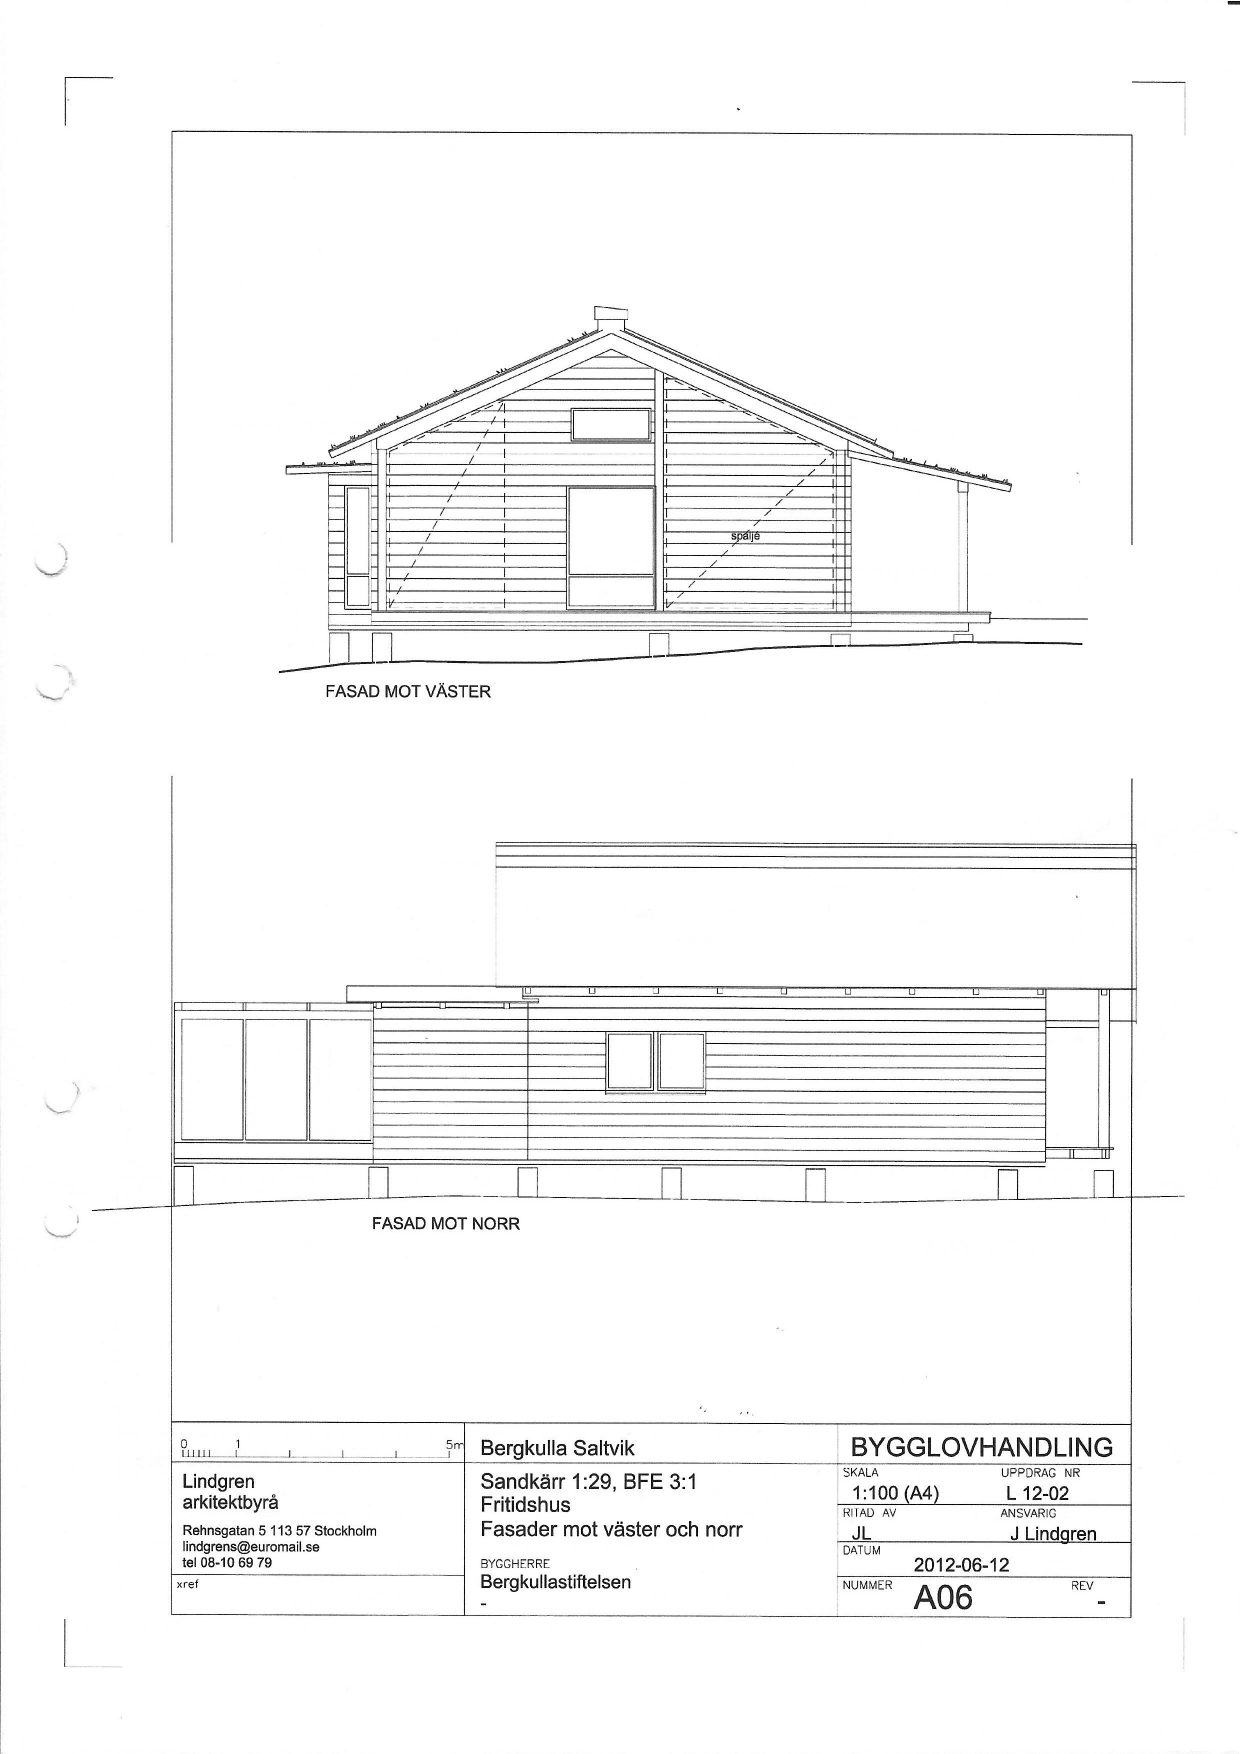 spalje
FASAD MOT VÄSTER
FASAD MOT NORR
0 1 5m
Lindgren
arkitektbyrå
Rehnsgatan 5 113 57 Stockholm
lindgrens@euromail.se
tel 08-10 69 79
xref
Bergkulla Saltvik
Sandkärr 1:29, BFE 3:1
Fritidshus
Fasader mot väster och norr
BYGGHERRE
Bergkullastiftelsen
-
BYGGLOVHANDLING
SKALA UPPDRAG NR
1:100 (A4) L 12-02
RITAD AV ANSVARIG
JL J Lindgren
DATUM
2012-06-12
NUMMER REV
A06 -